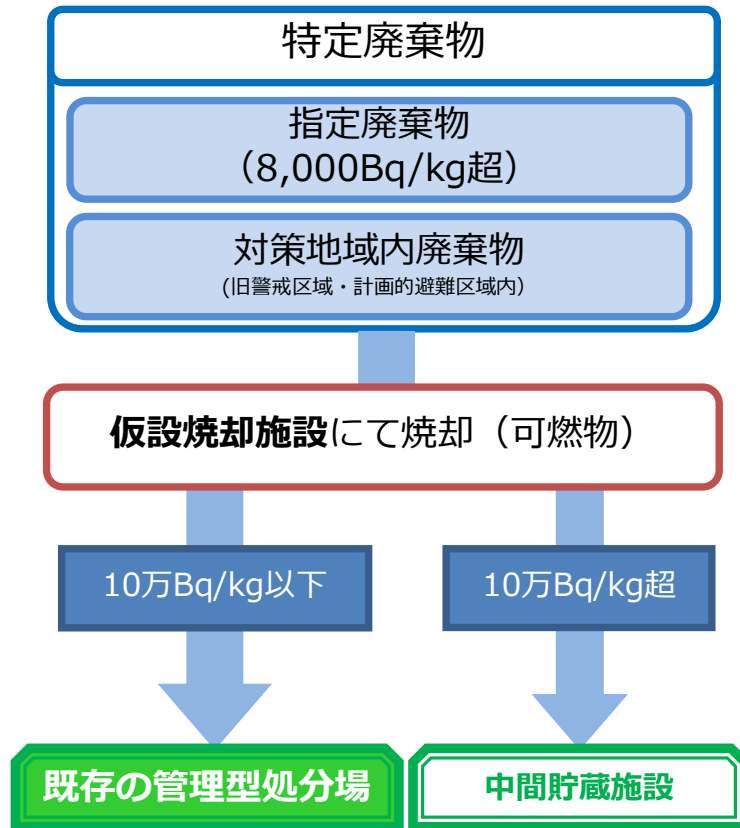 特定廃棄物
指定廃棄物
（8,000Bq/kg超）
対策地域内廃棄物
(旧警戒区域・計画的避難区域内）
仮設焼却施設にて焼却（可燃物）
10万Bq/kg以下
10万Bq/kg超
既存の管理型処分場
中間貯蔵施設